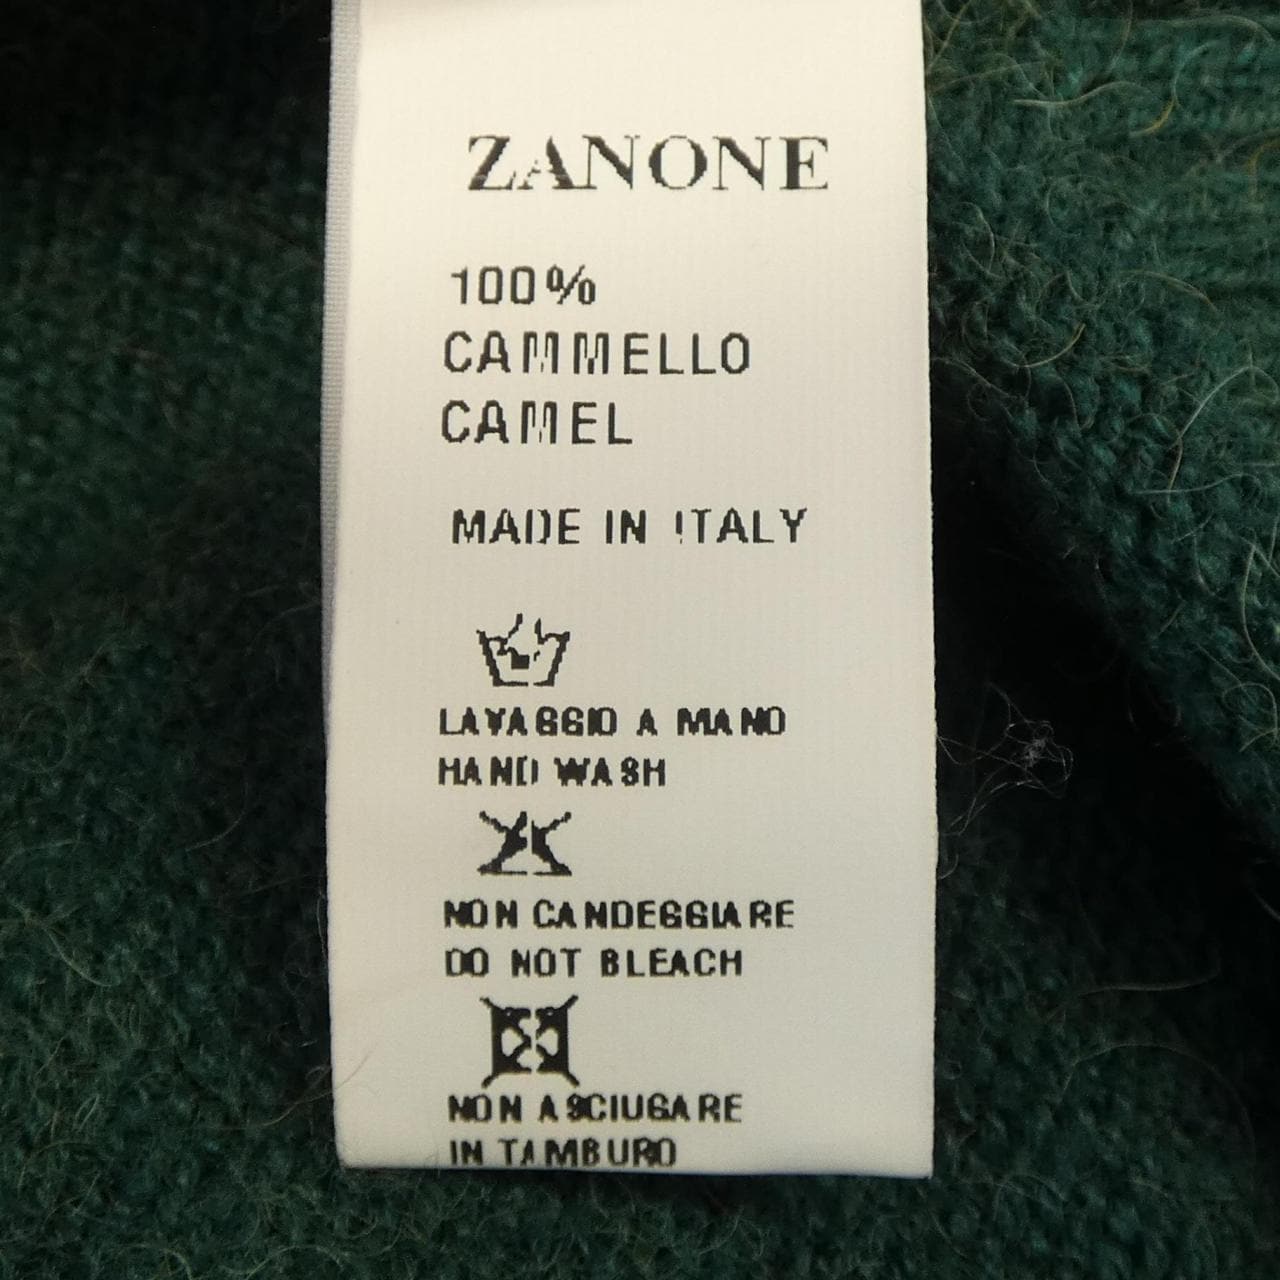 ZANONE
100%
CAMMELLO
CAMEL
MADE IN ITALY
LAVAGGIO A MANO
HAND WASH
NON CANDEGGIARE
DO NOT BLEACH
NON ASCIUGARE
IN TAMBURO